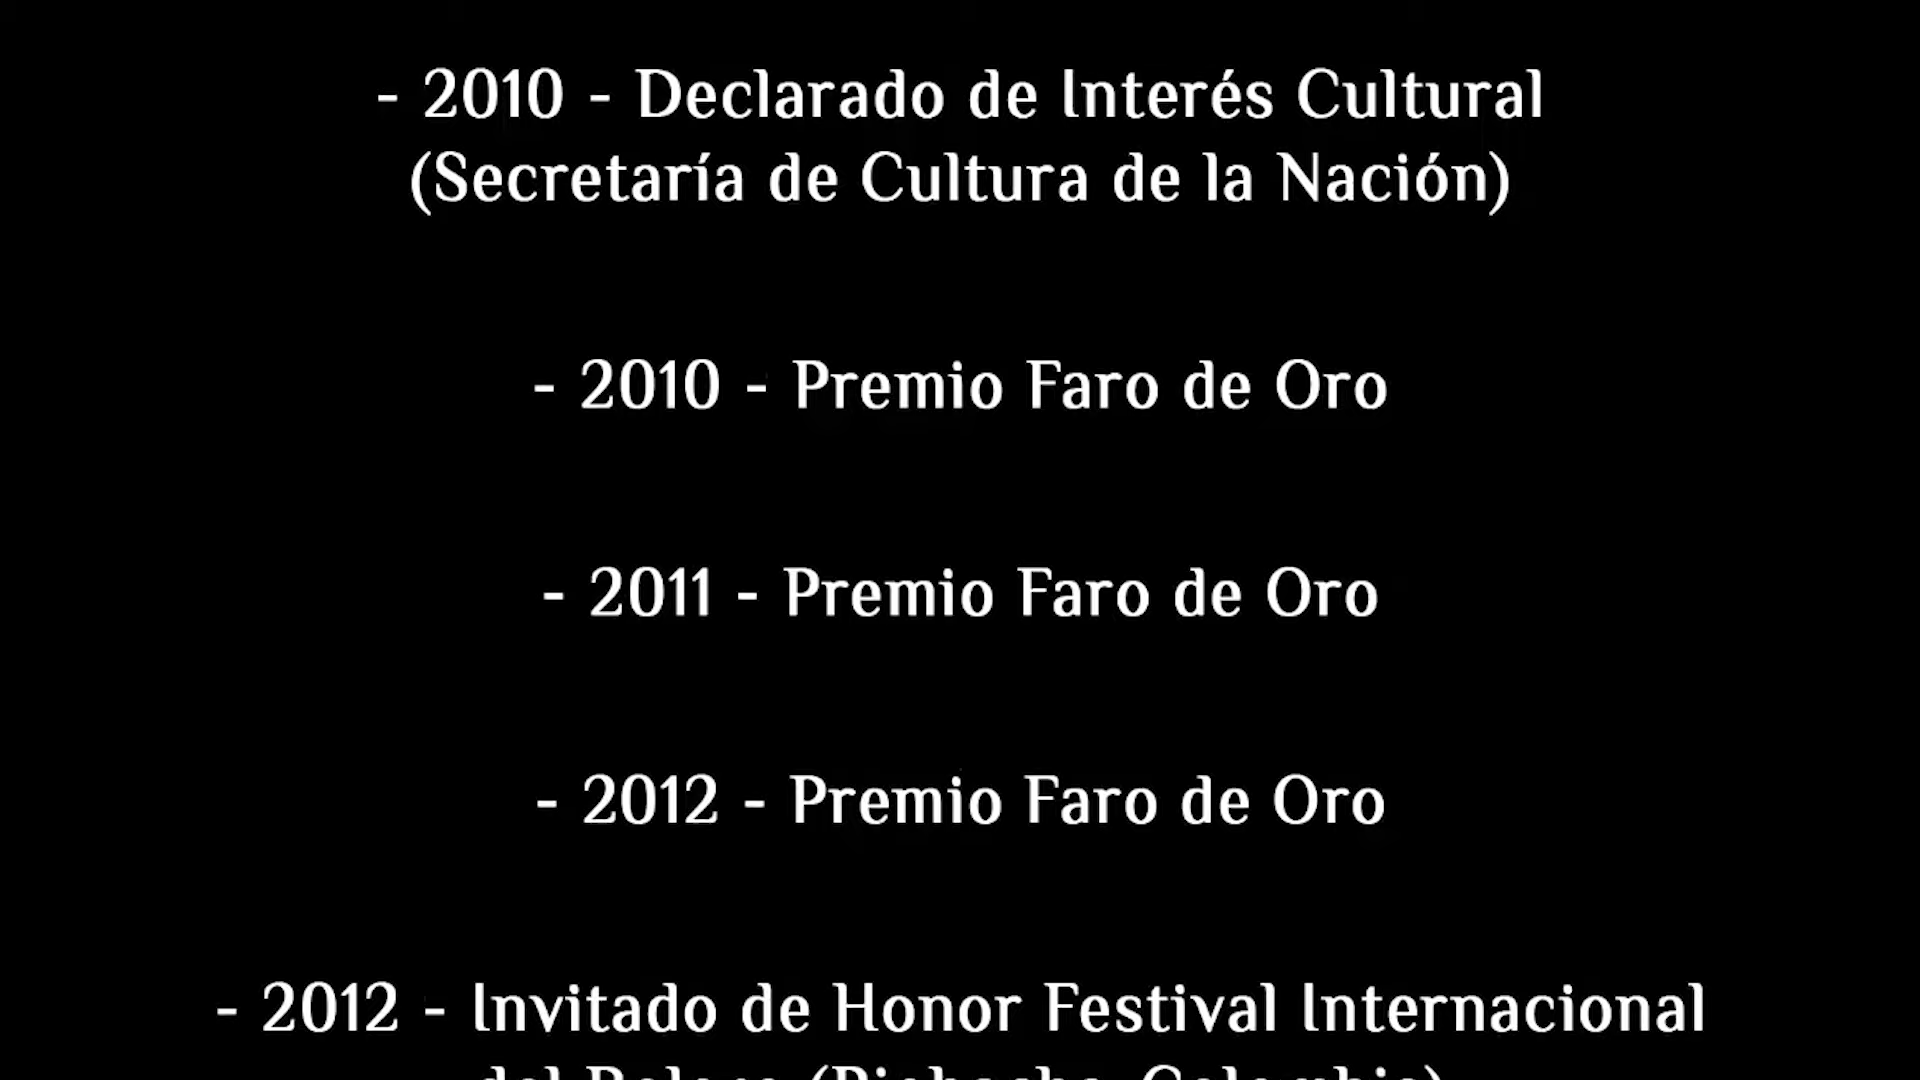 - 2010 - Declarado de Interés Cultural
(Secretaría de Cultura de la Nación)
- 2010 - Premio Faro de Oro
- 2011 - Premio Faro de Oro
- 2012 - Premio Faro de Oro
- 2012 - Invitado de Honor Festival Internacional
del